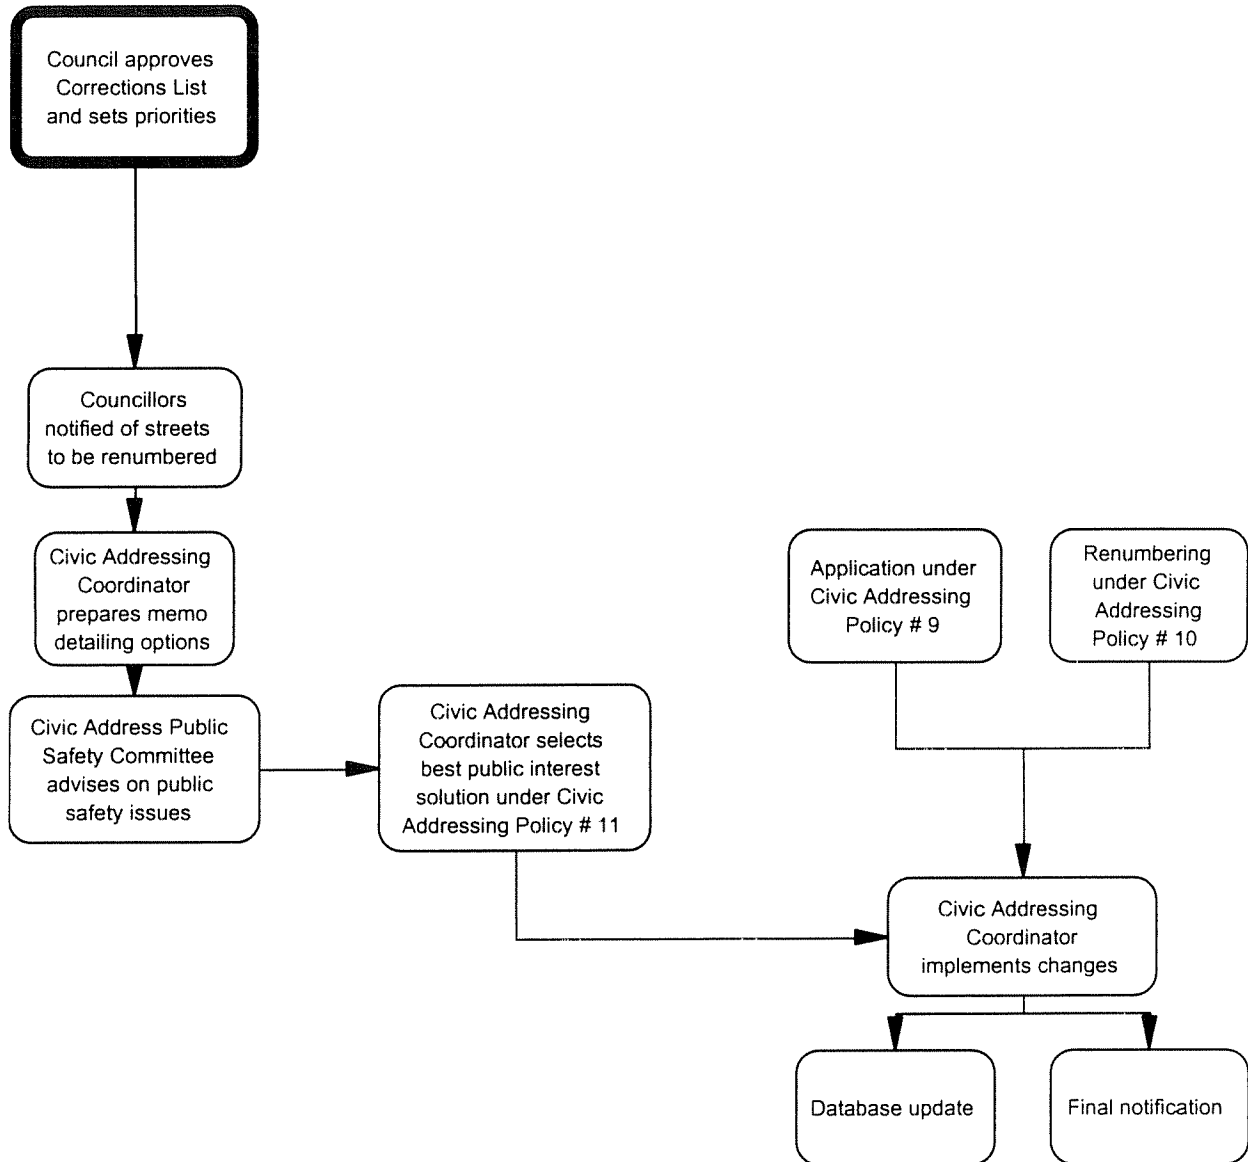 Council approves
Corrections List
and sets priorities
Councillors
notified of streets
to be renumbered
Civic Addressing
Coordinator
prepares memo
detailing options
Civic Address Public
Safety Committee
advises on public
safety issues
Civic Addressing
Coordinator selects
best public interest
solution under Civic
Addressing Policy # 11
Application under
Civic Addressing
Policy # 9
Renumbering
under Civic
Addressing
Policy # 10
Civic Addressing
Coordinator
implements changes
Database update
Final notification